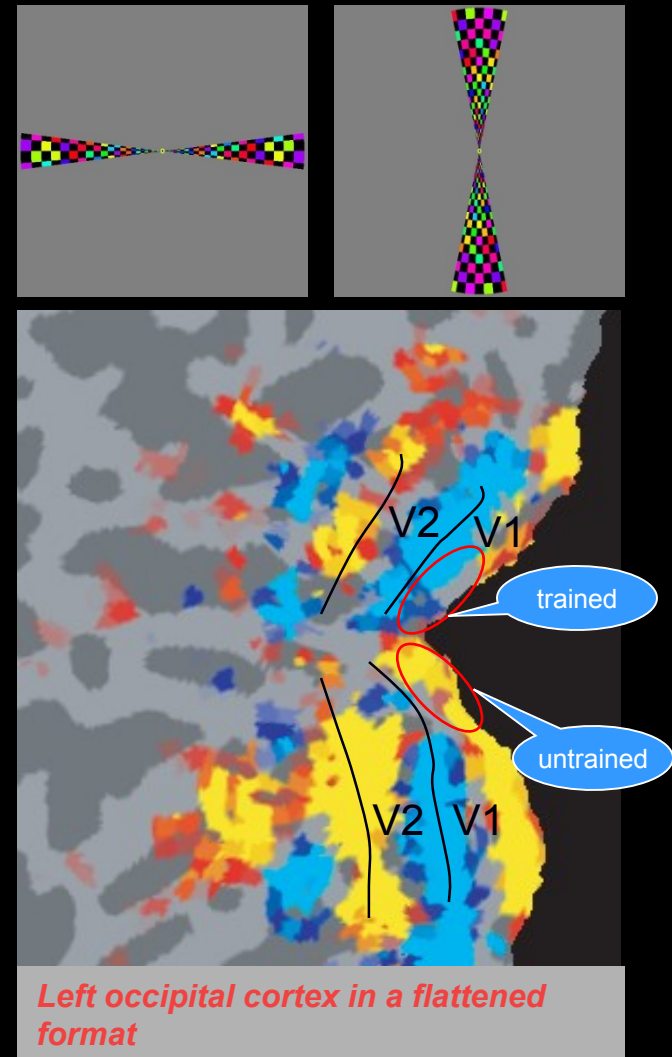 V2
V1
trained
untrained
V2
V1
Left occipital cortex in a flattened
format